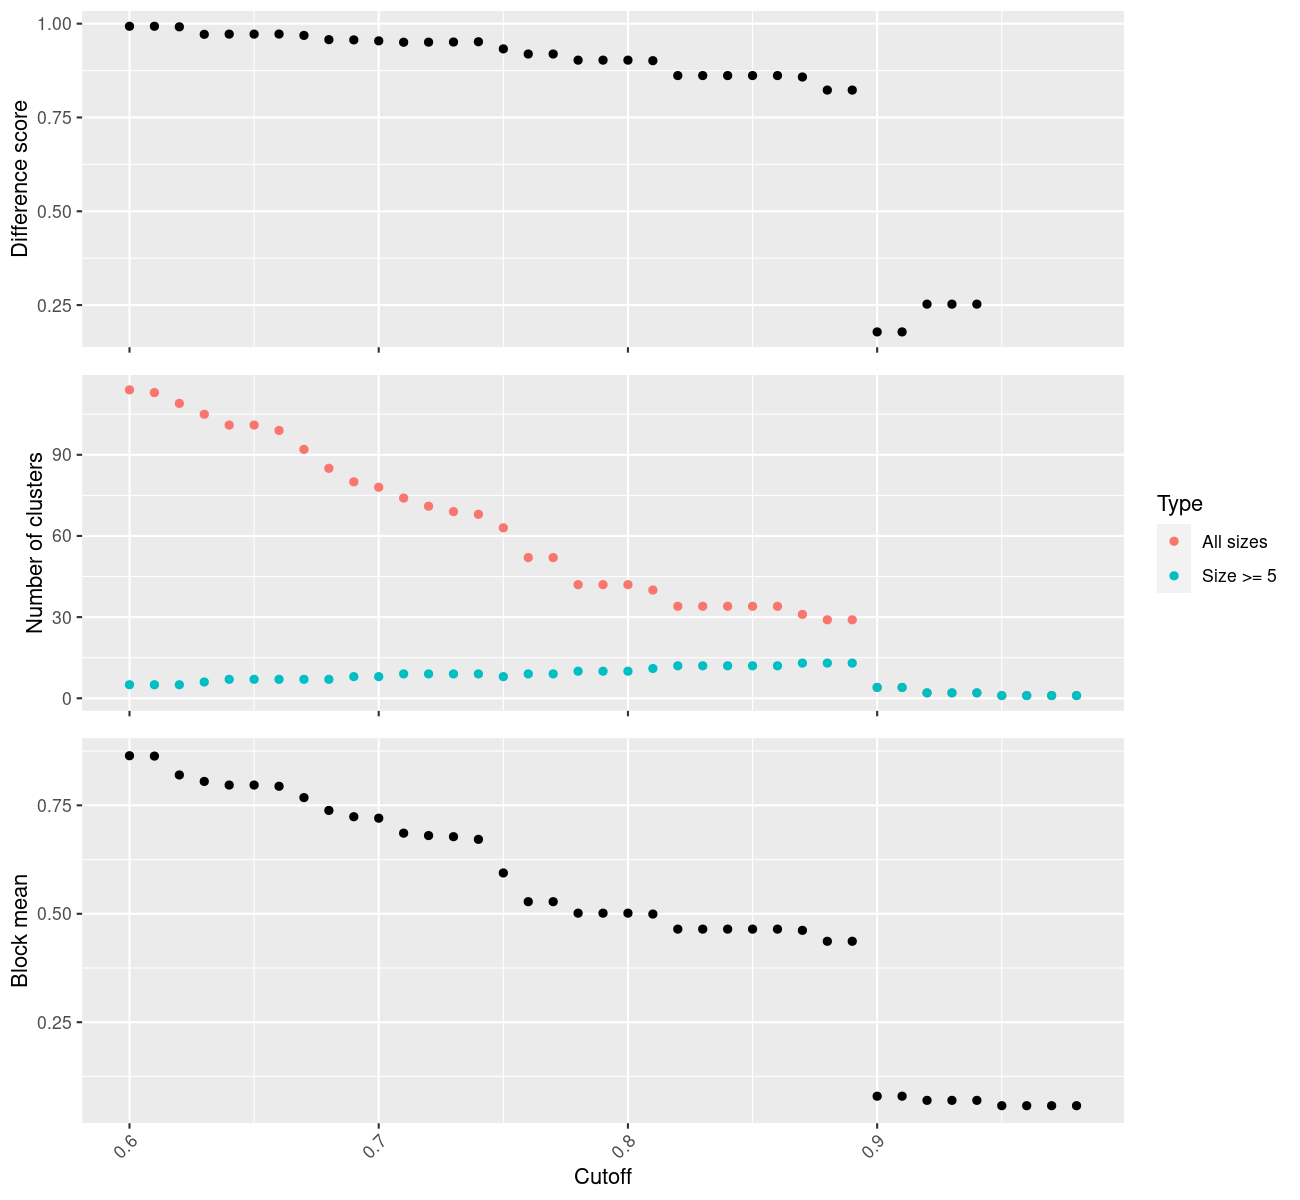 Difference score
1.00
0.75
0.50
0.25
Number of clusters
90
60
30
0
Type
All sizes
Size >= 5
Block mean
0.75
0.50
0.25
0.6
0.7
0.8
0.9
Cutoff